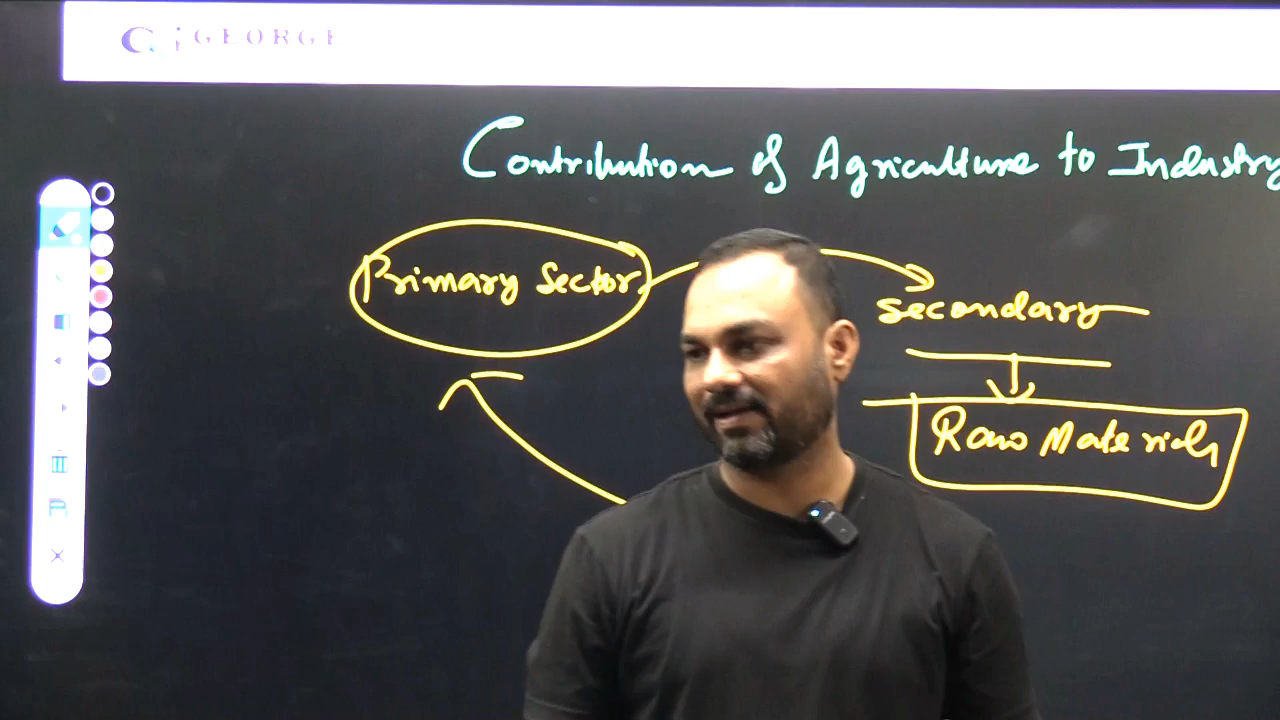 GEORGE
Contribution of Agriculture to Industry
Primary Sector
secondary
Raw Materials